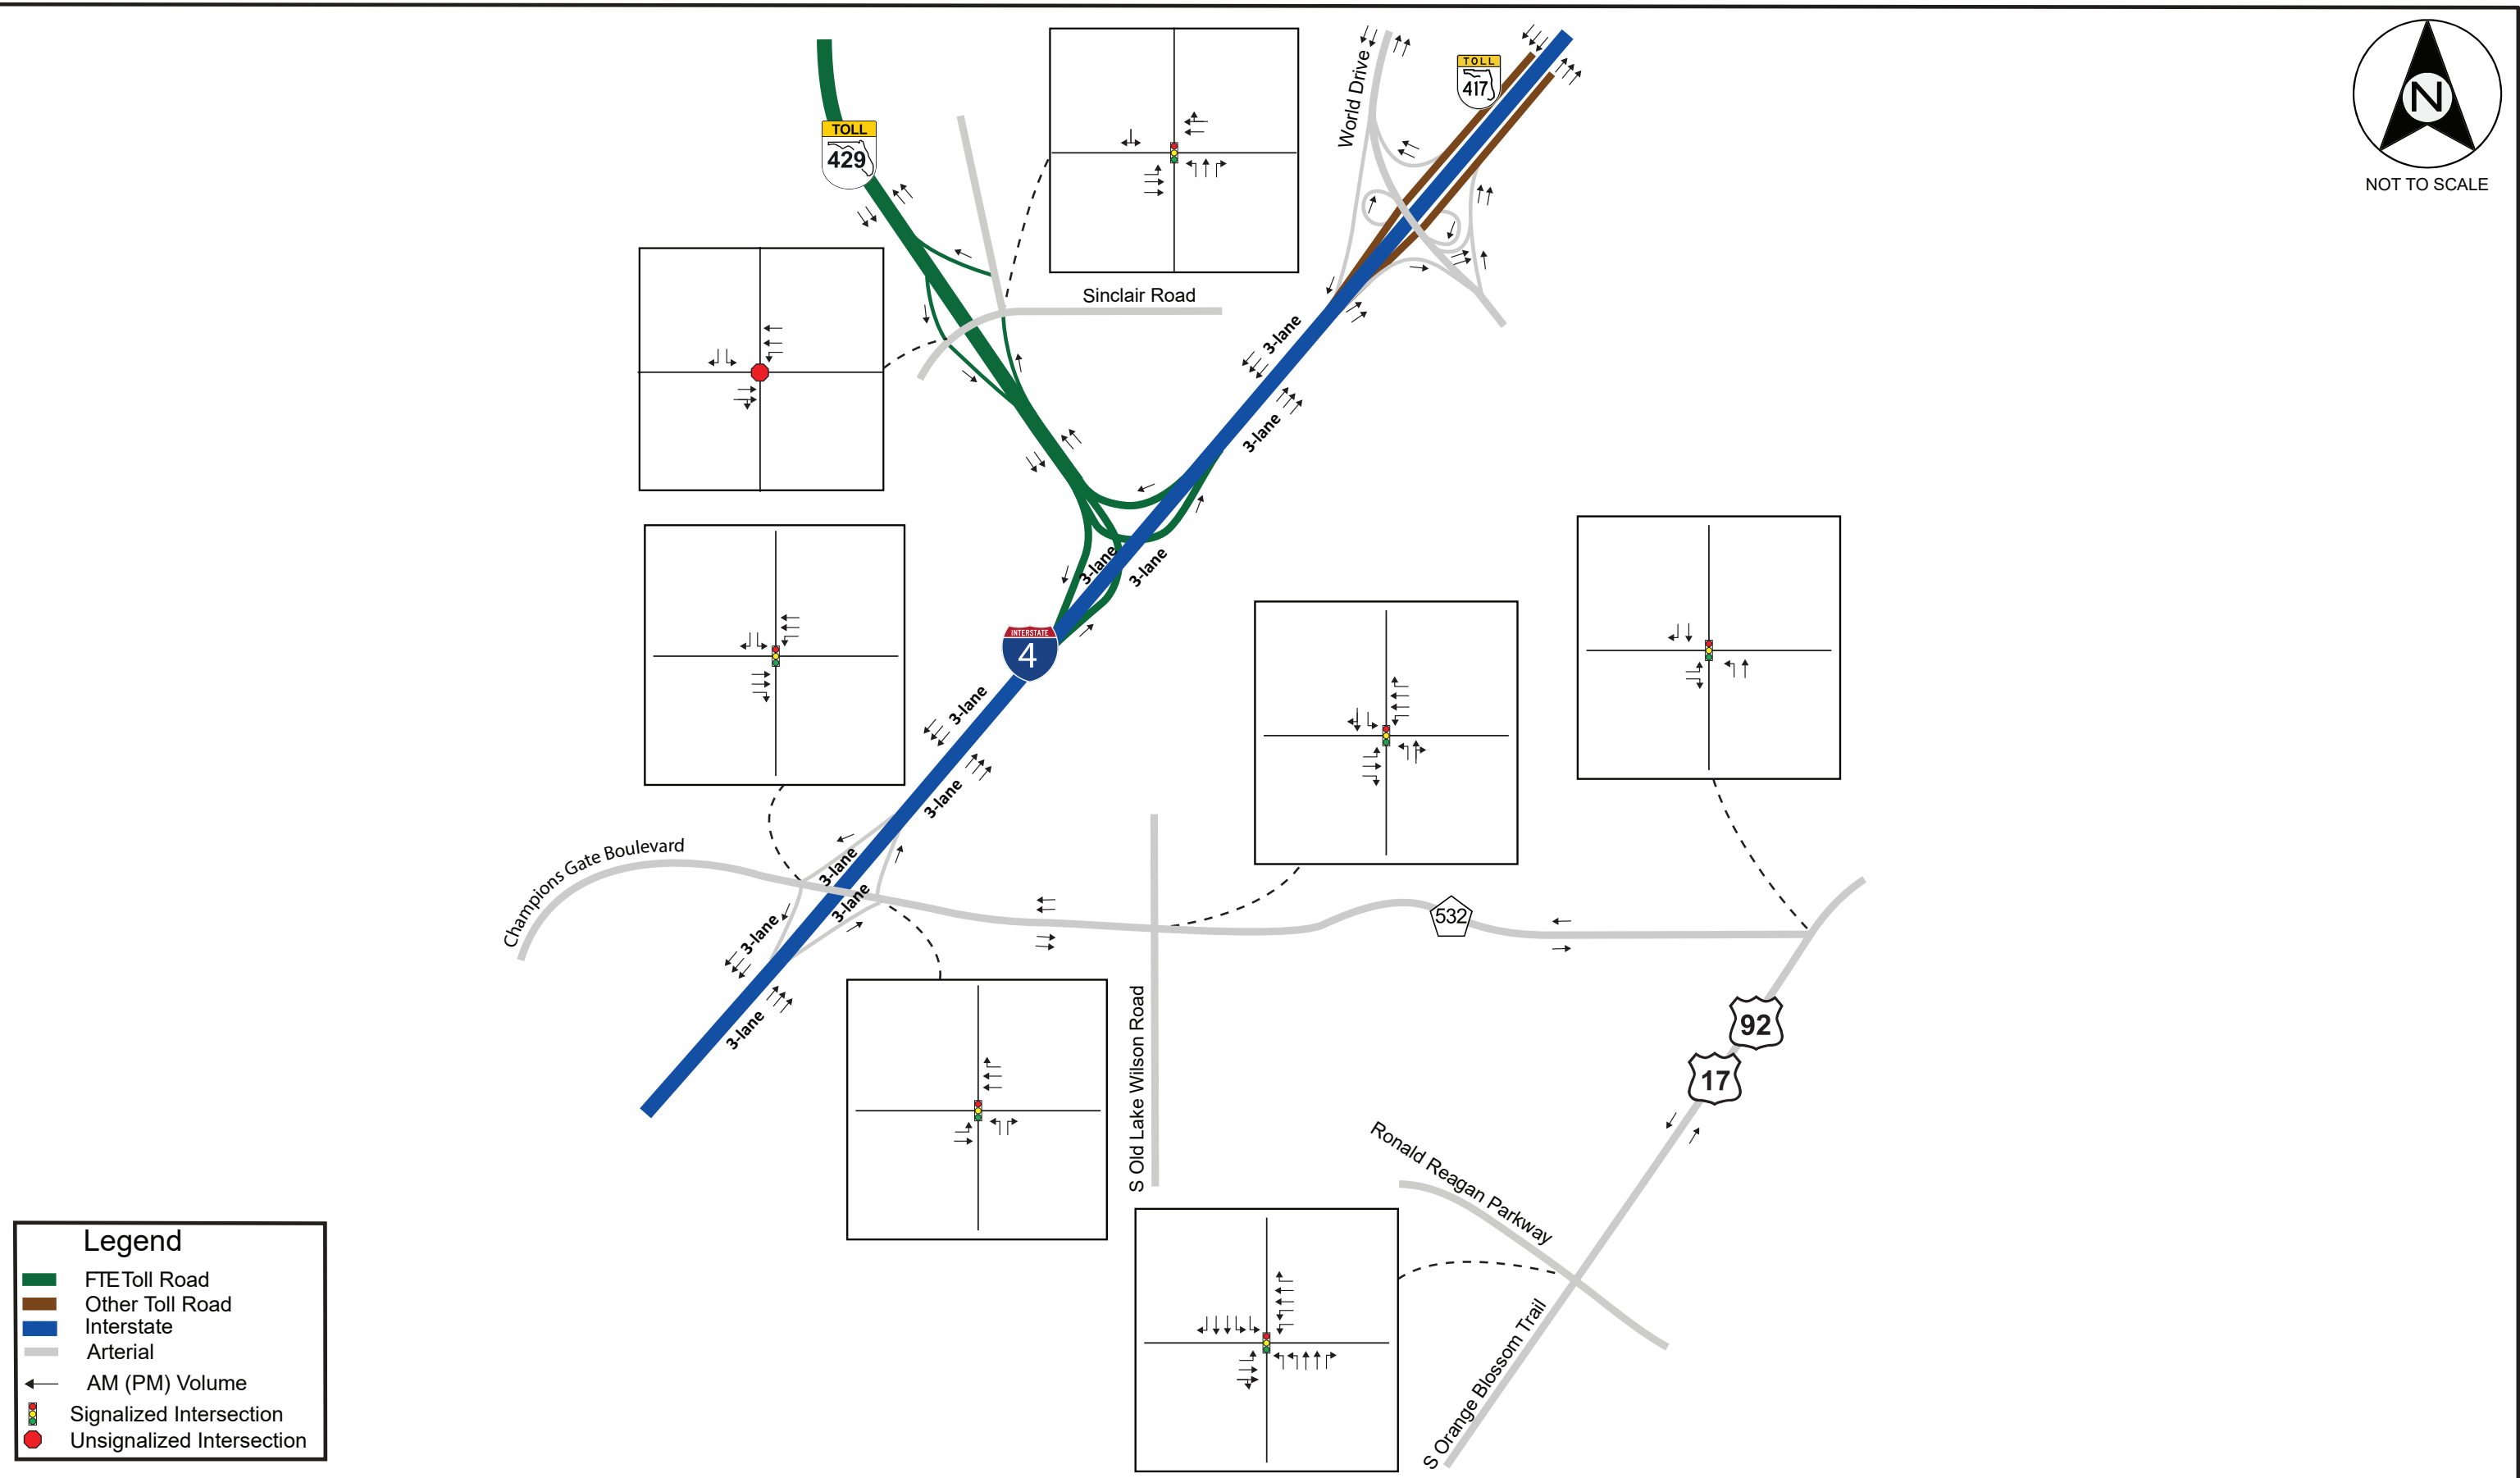 World Drive
TOLL
417
N
NOT TO SCALE
TOLL
429
Sinclair Road
3-lane
3-lane
3-lane
3-lane
INTERSTATE
4
3-lane
3-lane
Champions Gate Boulevard
3-lane
3-lane
3-lane
3-lane
532
S Old Lake Wilson Road
92
17
Ronald Reagan Parkway
S Orange Blossom Trail
Legend
FTE Toll Road
Other Toll Road
Interstate
Arterial
AM (PM) Volume
Signalized Intersection
Unsignalized Intersection